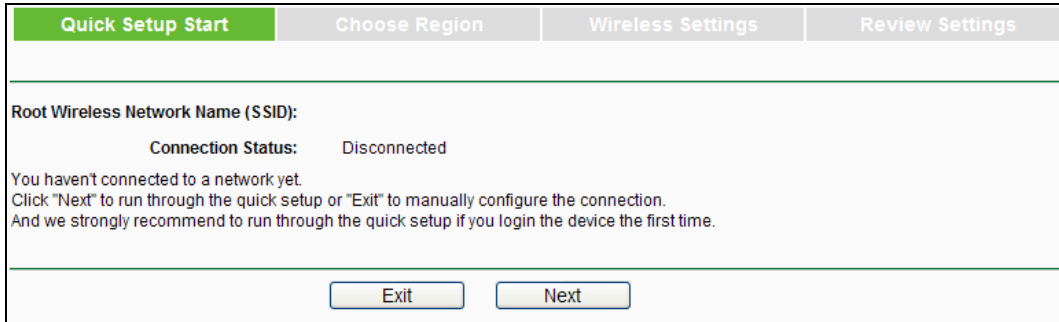 Quick Setup Start Choose Region Wireless Settings Review Settings
Root Wireless Network Name (SSID):
Connection Status: Disconnected
You haven't connected to a network yet.
Click "Next" to run through the quick setup or "Exit" to manually configure the connection.
And we strongly recommend to run through the quick setup if you login the device the first time.
Exit Next